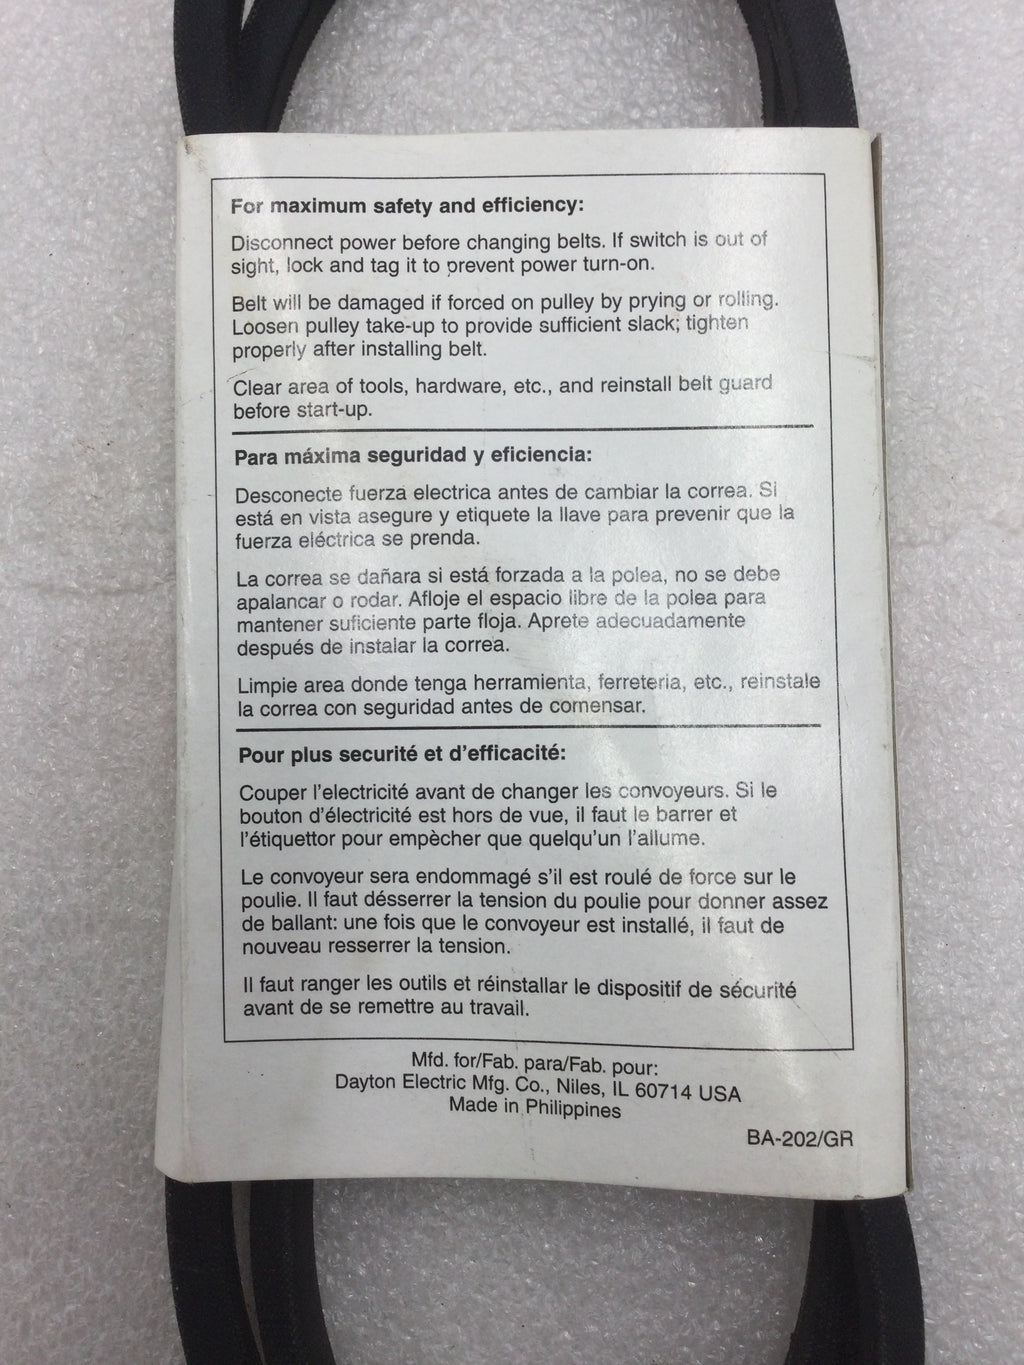 For maximum safety and efficiency:
Disconnect power before changing belts. If switch is out of
sight, lock and tag it to prevent power turn-on.
Belt will be damaged if forced on pulley by prying or rolling.
Loosen pulley take-up to provide sufficient slack; tighten
properly after installing belt.
Clear area of tools, hardware, etc., and reinstall belt guard
before start-up.
Para máxima seguridad y eficiencia:
Desconecte fuerza electrica antes de cambiar la correa. Si
está en vista asegure y etiquete la llave para prevenir que la
fuerza eléctrica se prenda.
La correa se dañara si está forzada a la polea, no se debe
apalancar o rodar. Afloje el espacio libre de la polea para
mantener suficiente parte floja. Aprete adecuadamente
después de instalar la correa.
Limpie area donde tenga herramienta, ferreteria, etc., reinstale
la correa con seguridad antes de comensar.
Pour plus securité et d'efficacité:
Couper l'electricité avant de changer les convoyeurs. Si le
bouton d'électricité est hors de vue, il faut le barrer et
l'étiquettor pour empècher que quelqu'un l'allume.
Le convoyeur sera endommagé s'il est roulé de force sur le
poulie. Il faut désserrer la tension du poulie pour donner assez
de ballant: une fois que le convoyeur est installé, il faut de
nouveau resserrer la tension.
Il faut ranger les outils et réinstallar le dispositif de sécurité
avant de se remettre au travail.
Mfd. for/Fab. para/Fab. pour:
Dayton Electric Mfg. Co., Niles, IL 60714 USA
Made in Philippines
BA-202/GR